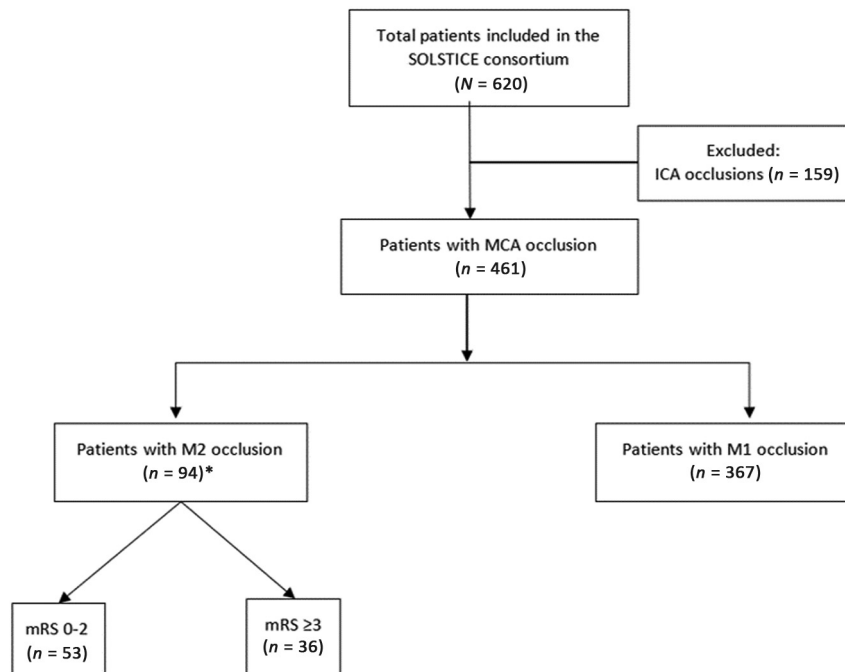 Total patients included in the
SOLSTICE consortium
(N = 620)
Excluded:
ICA occlusions (n = 159)
Patients with MCA occlusion
(n = 461)
Patients with M2 occlusion
(n = 94)*
Patients with M1 occlusion
(n = 367)
mRS 0-2
(n = 53)
mRS ≥3
(n = 36)